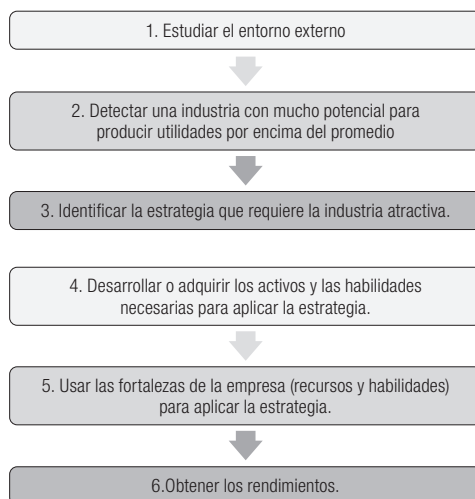 1. Estudiar el entorno externo
2. Detectar una industria con mucho potencial para
producir utilidades por encima del promedio
3. Identificar la estrategia que requiere la industria atractiva.
4. Desarrollar o adquirir los activos y las habilidades
necesarias para aplicar la estrategia.
5. Usar las fortalezas de la empresa (recursos y habilidades)
para aplicar la estrategia.
6.Obtener los rendimientos.